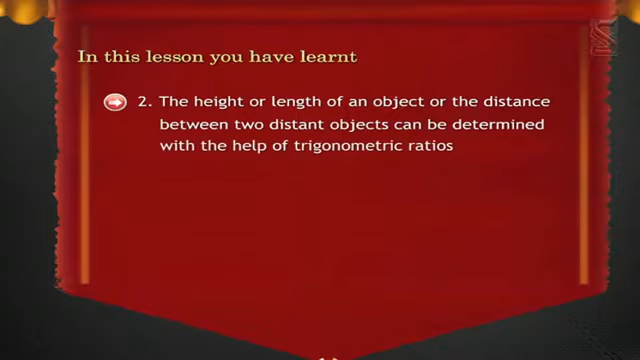 In this lesson you have learnt
2. The height or length of an object or the distance
between two distant objects can be determined
with the help of trigonometric ratios